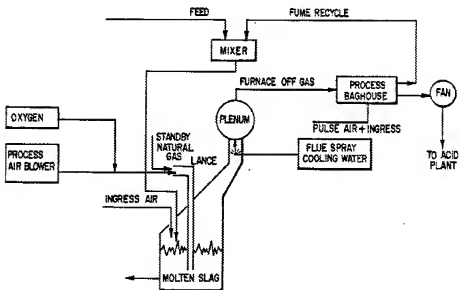 FEED
FUME RECYCLE
MIXER
FURNACE OFF GAS
PROCESS
BAGHOUSE
FAN
PLENUM
OXYGEN
STANDBY
NATURAL
GAS
LANCE
PULSE AIR + INGRESS
PROCESS
AIR BLOWER
FLUE SPRAY
COOLING WATER
TO ACID
PLANT
INGRESS AIR
MOLTEN SLAG